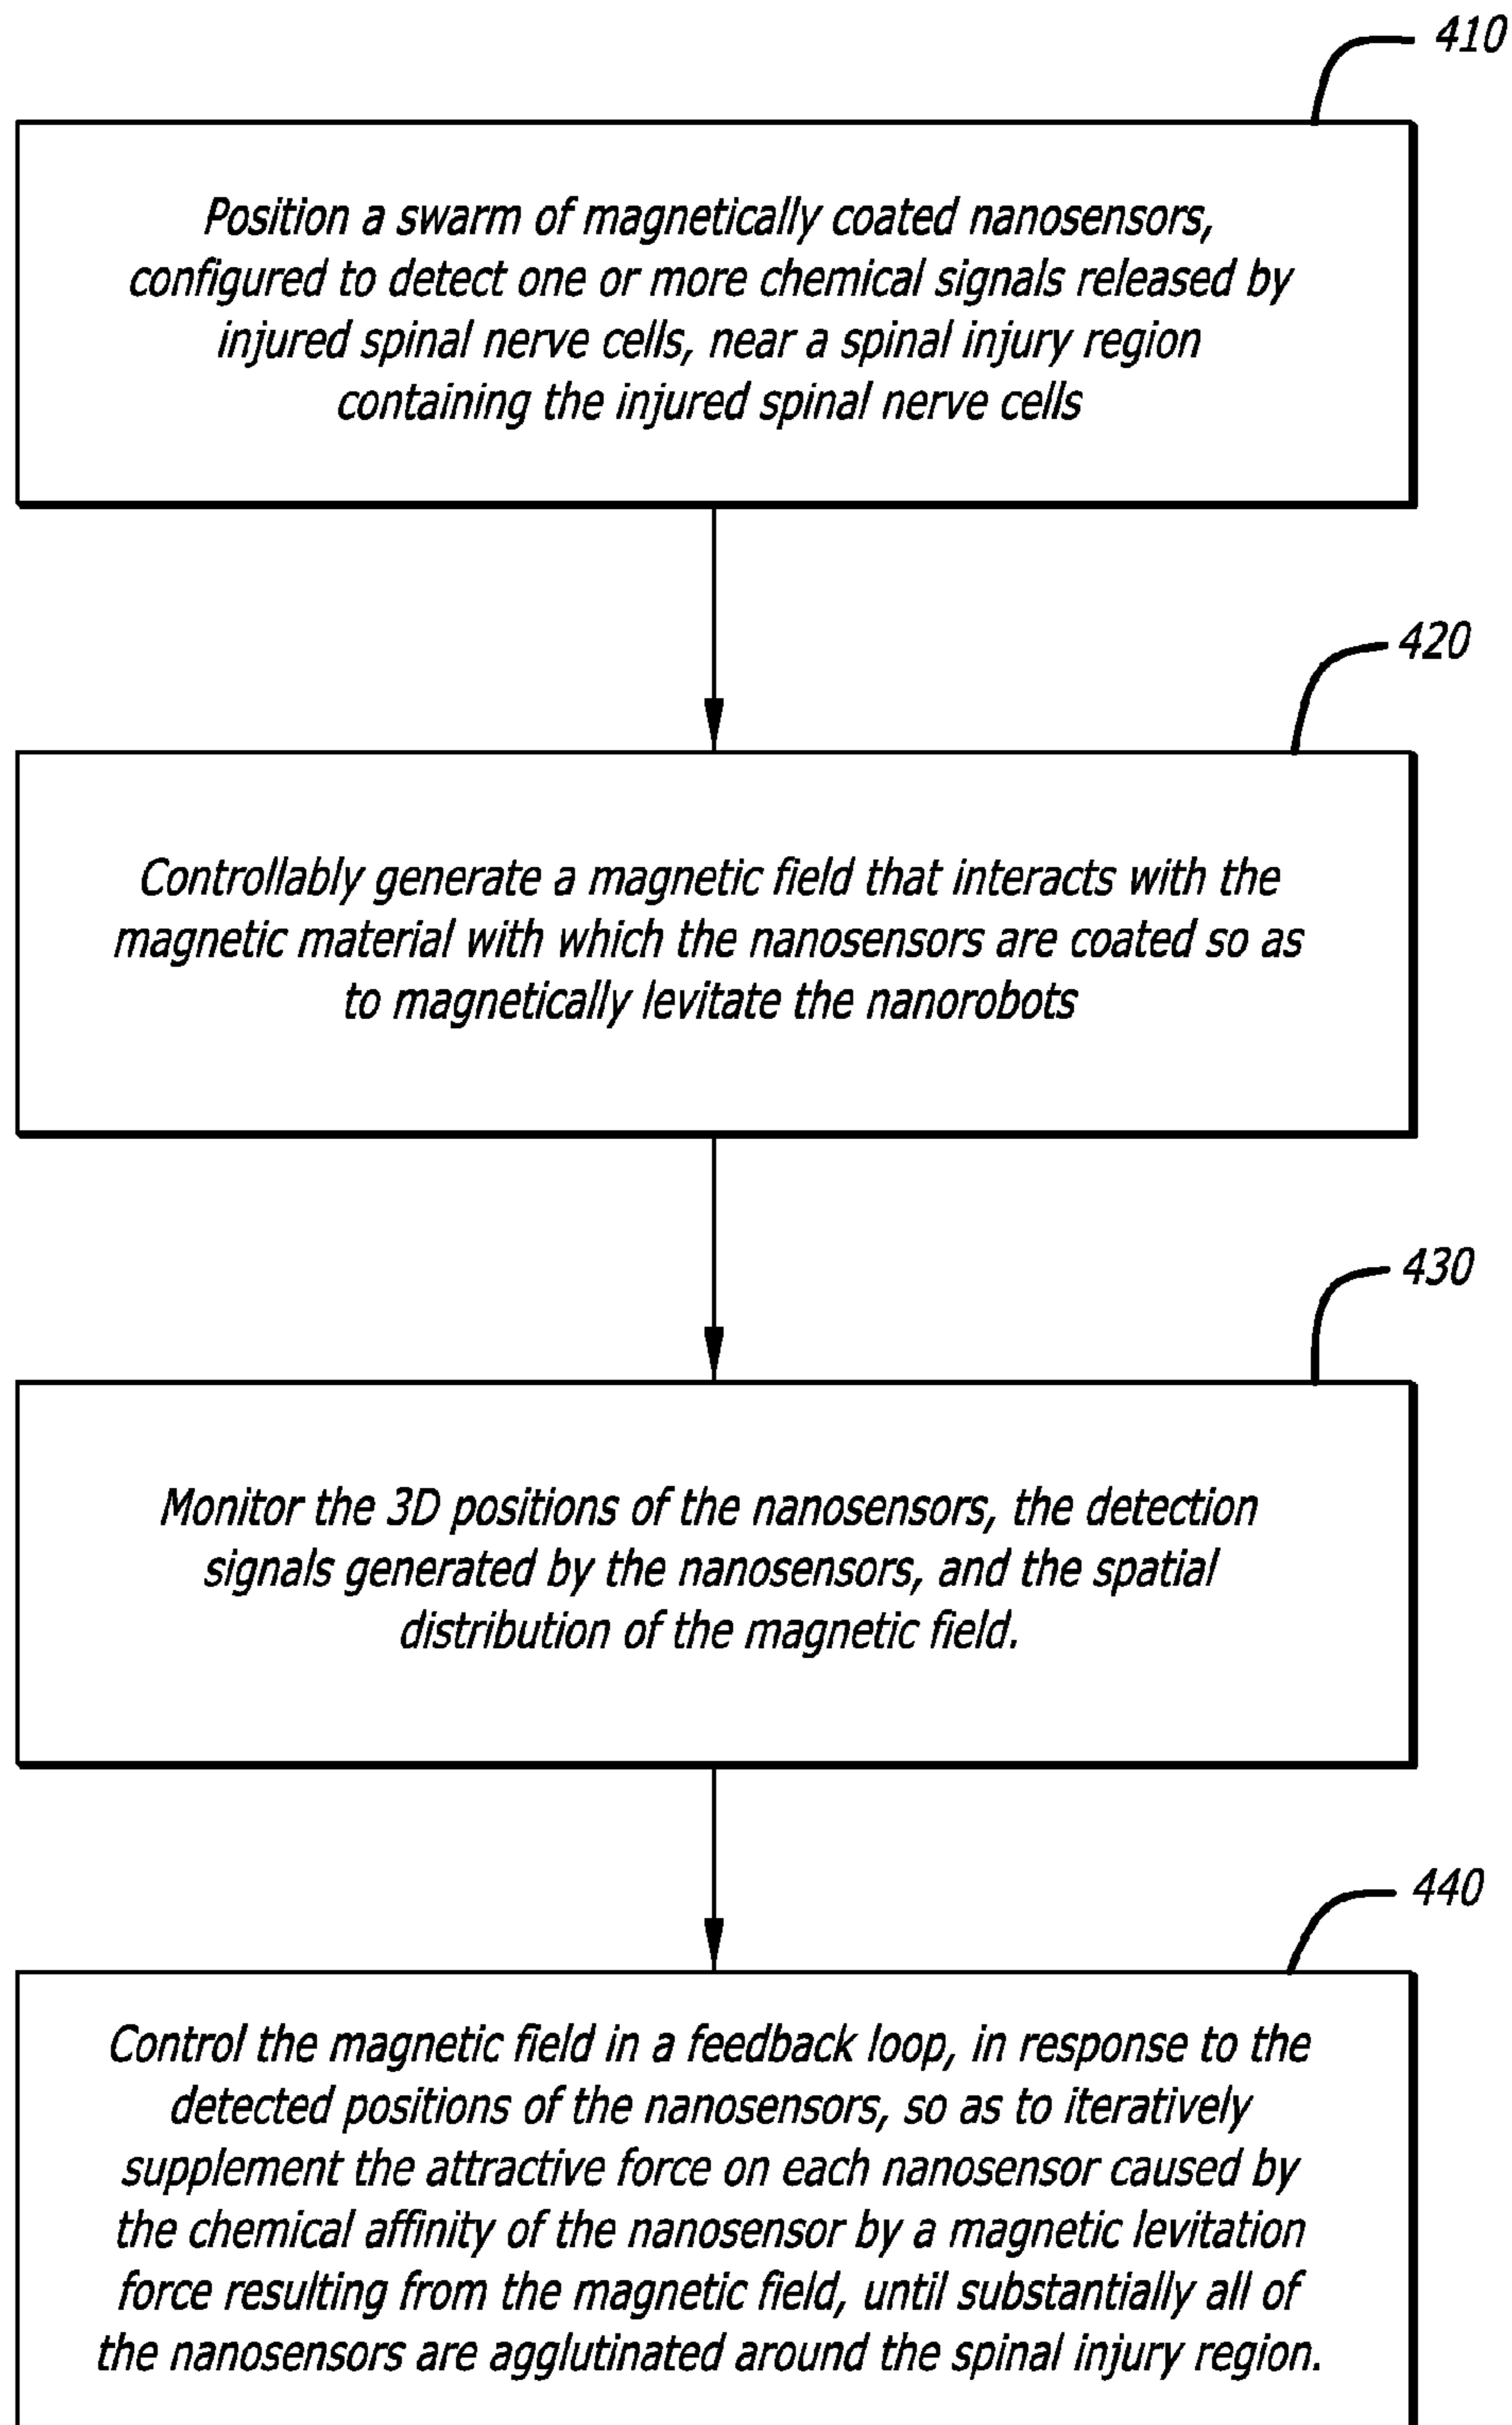 410
Position a swarm of magnetically coated nanosensors,
configured to detect one or more chemical signals released by
injured spinal nerve cells, near a spinal injury region
containing the injured spinal nerve cells
420
Controllably generate a magnetic field that interacts with the
magnetic material with which the nanosensors are coated so as
to magnetically levitate the nanorobots
430
Monitor the 3D positions of the nanosensors, the detection
signals generated by the nanosensors, and the spatial
distribution of the magnetic field.
440
Control the magnetic field in a feedback loop, in response to the
detected positions of the nanosensors, so as to iteratively
supplement the attractive force on each nanosensor caused by
the chemical affinity of the nanosensor by a magnetic levitation
force resulting from the magnetic field, until substantially all of
the nanosensors are agglutinated around the spinal injury region.